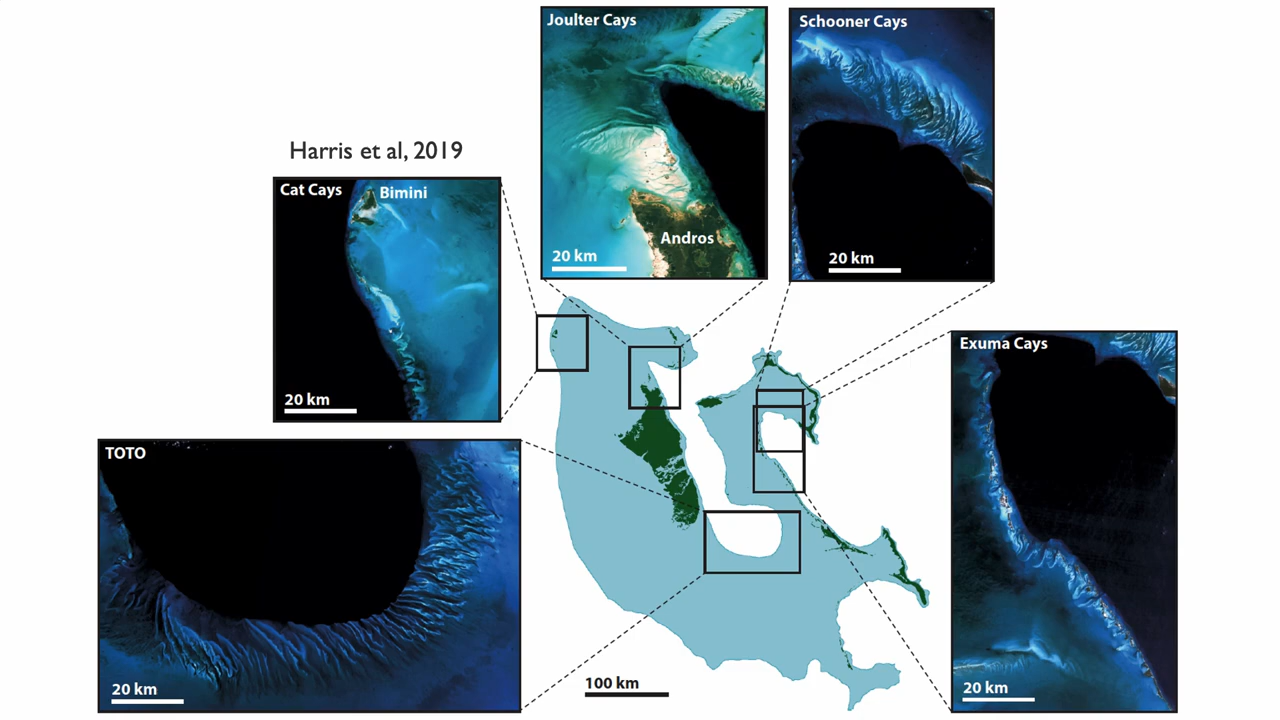 Joulter Cays
Andros
20 km
Schooner Cays
20 km
Harris et al, 2019
Cat Cays
Bimini
20 km
Exuma Cays
20 km
TOTO
20 km
100 km